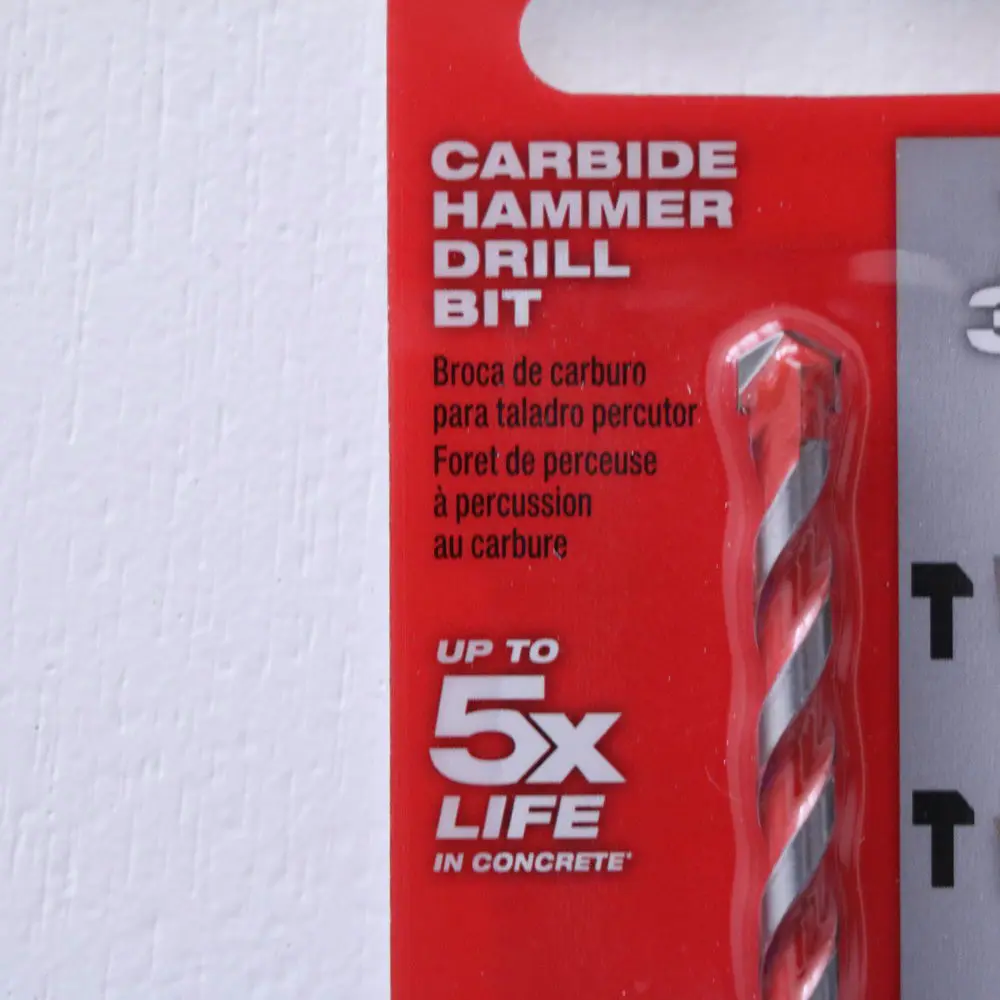 CARBIDE
HAMMER
DRILL
BIT
Broca de carburo
para taladro percutor
Foret de perceuse
à percussion
au carbure
UP TO
5X
LIFE
IN CONCRETE*